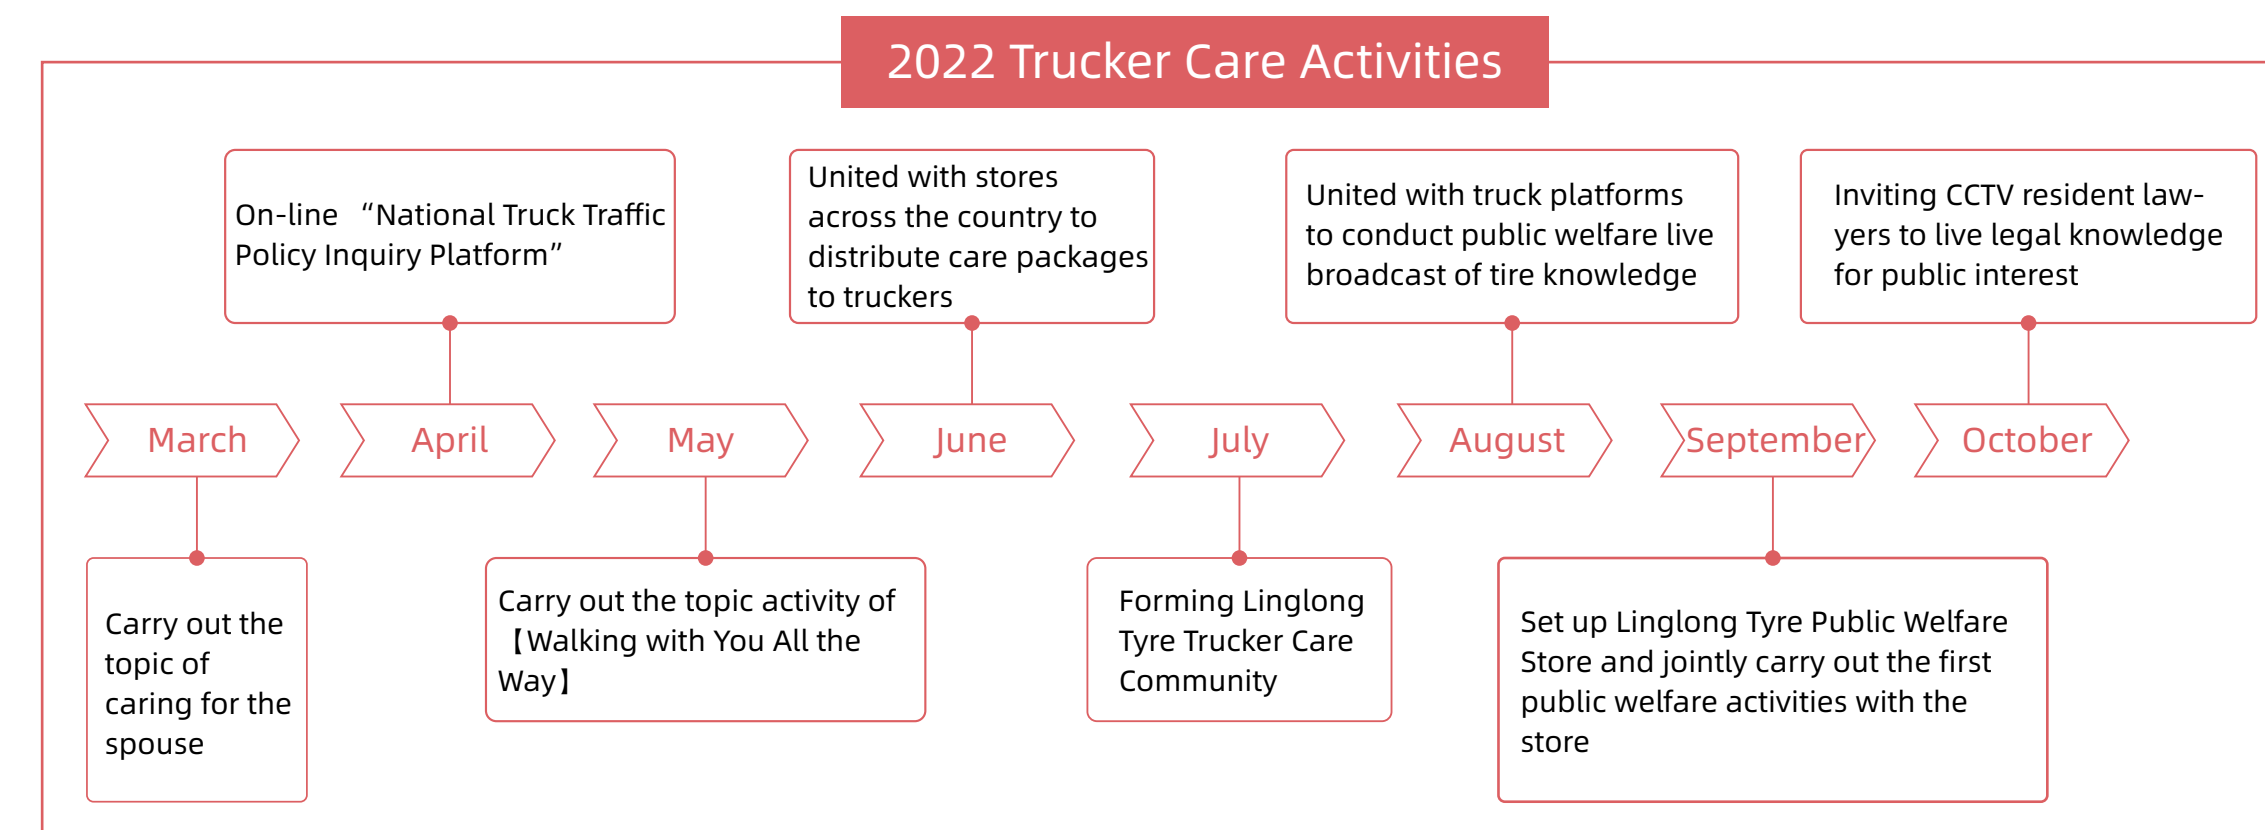 2022 Trucker Care Activities
On-line “National Truck Traffic
Policy Inquiry Platform”
United with stores
across the country to
distribute care packages
to truckers
United with truck platforms
to conduct public welfare live
broadcast of tire knowledge
Inviting CCTV resident law-
yers to live legal knowledge
for public interest
March
April
May
June
July
August
September
October
Carry out the
topic of
caring for the
spouse
Carry out the topic activity of
【Walking with You All the
Way】
Forming Linglong
Tyre Trucker Care
Community
Set up Linglong Tyre Public Welfare
Store and jointly carry out the first
public welfare activities with the
store